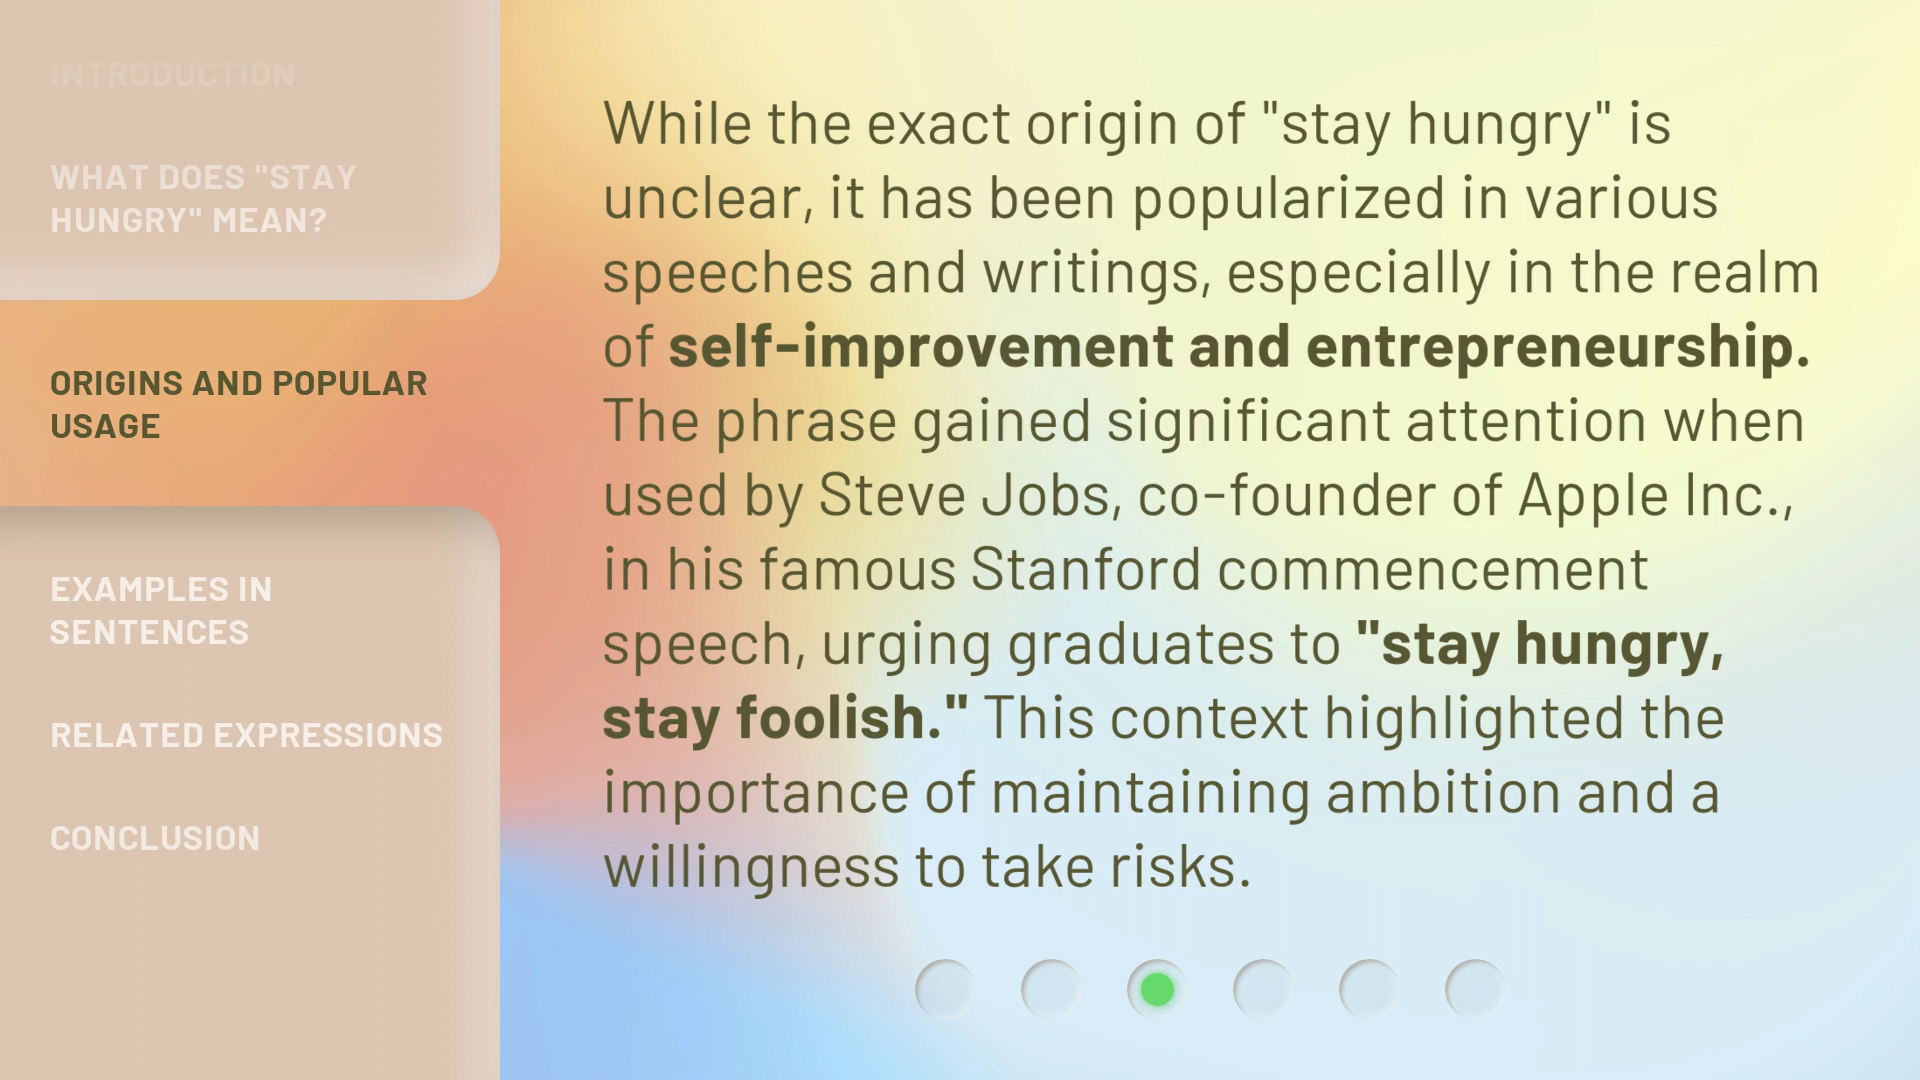 INTRODUCTION
WHAT DOES "STAY
HUNGRY" MEAN?
ORIGINS AND POPULAR
USAGE
EXAMPLES IN
SENTENCES
RELATED EXPRESSIONS
CONCLUSION
While the exact origin of "stay hungry" is
unclear, it has been popularized in various
speeches and writings, especially in the realm
of self-improvement and entrepreneurship.
The phrase gained significant attention when
used by Steve Jobs, co-founder of Apple Inc.,
in his famous Stanford commencement
speech, urging graduates to "stay hungry,
stay foolish." This context highlighted the
importance of maintaining ambition and a
willingness to take risks.